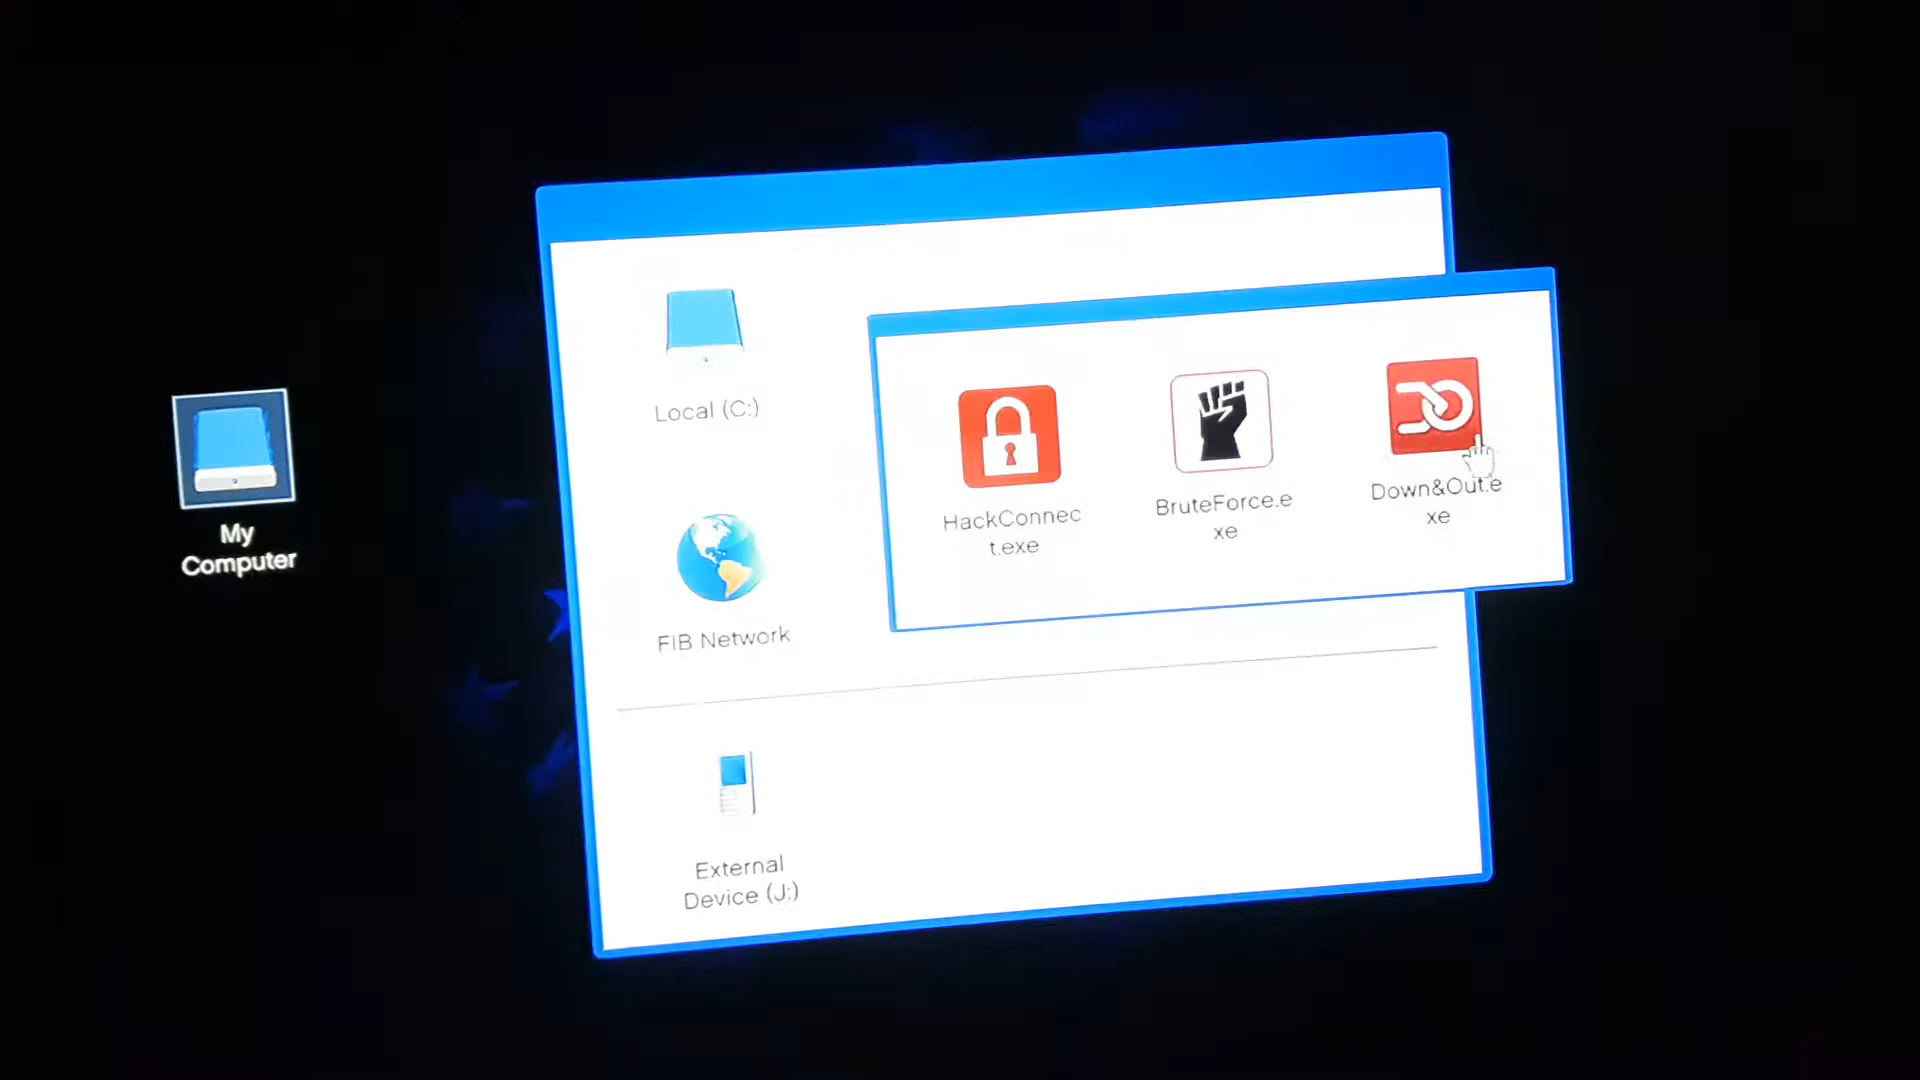 My
Computer
Local (C:)
FIB Network
External
Device (J:)
HackConnec
t.exe
BruteForce.e
xe
Down&Out.e
xe